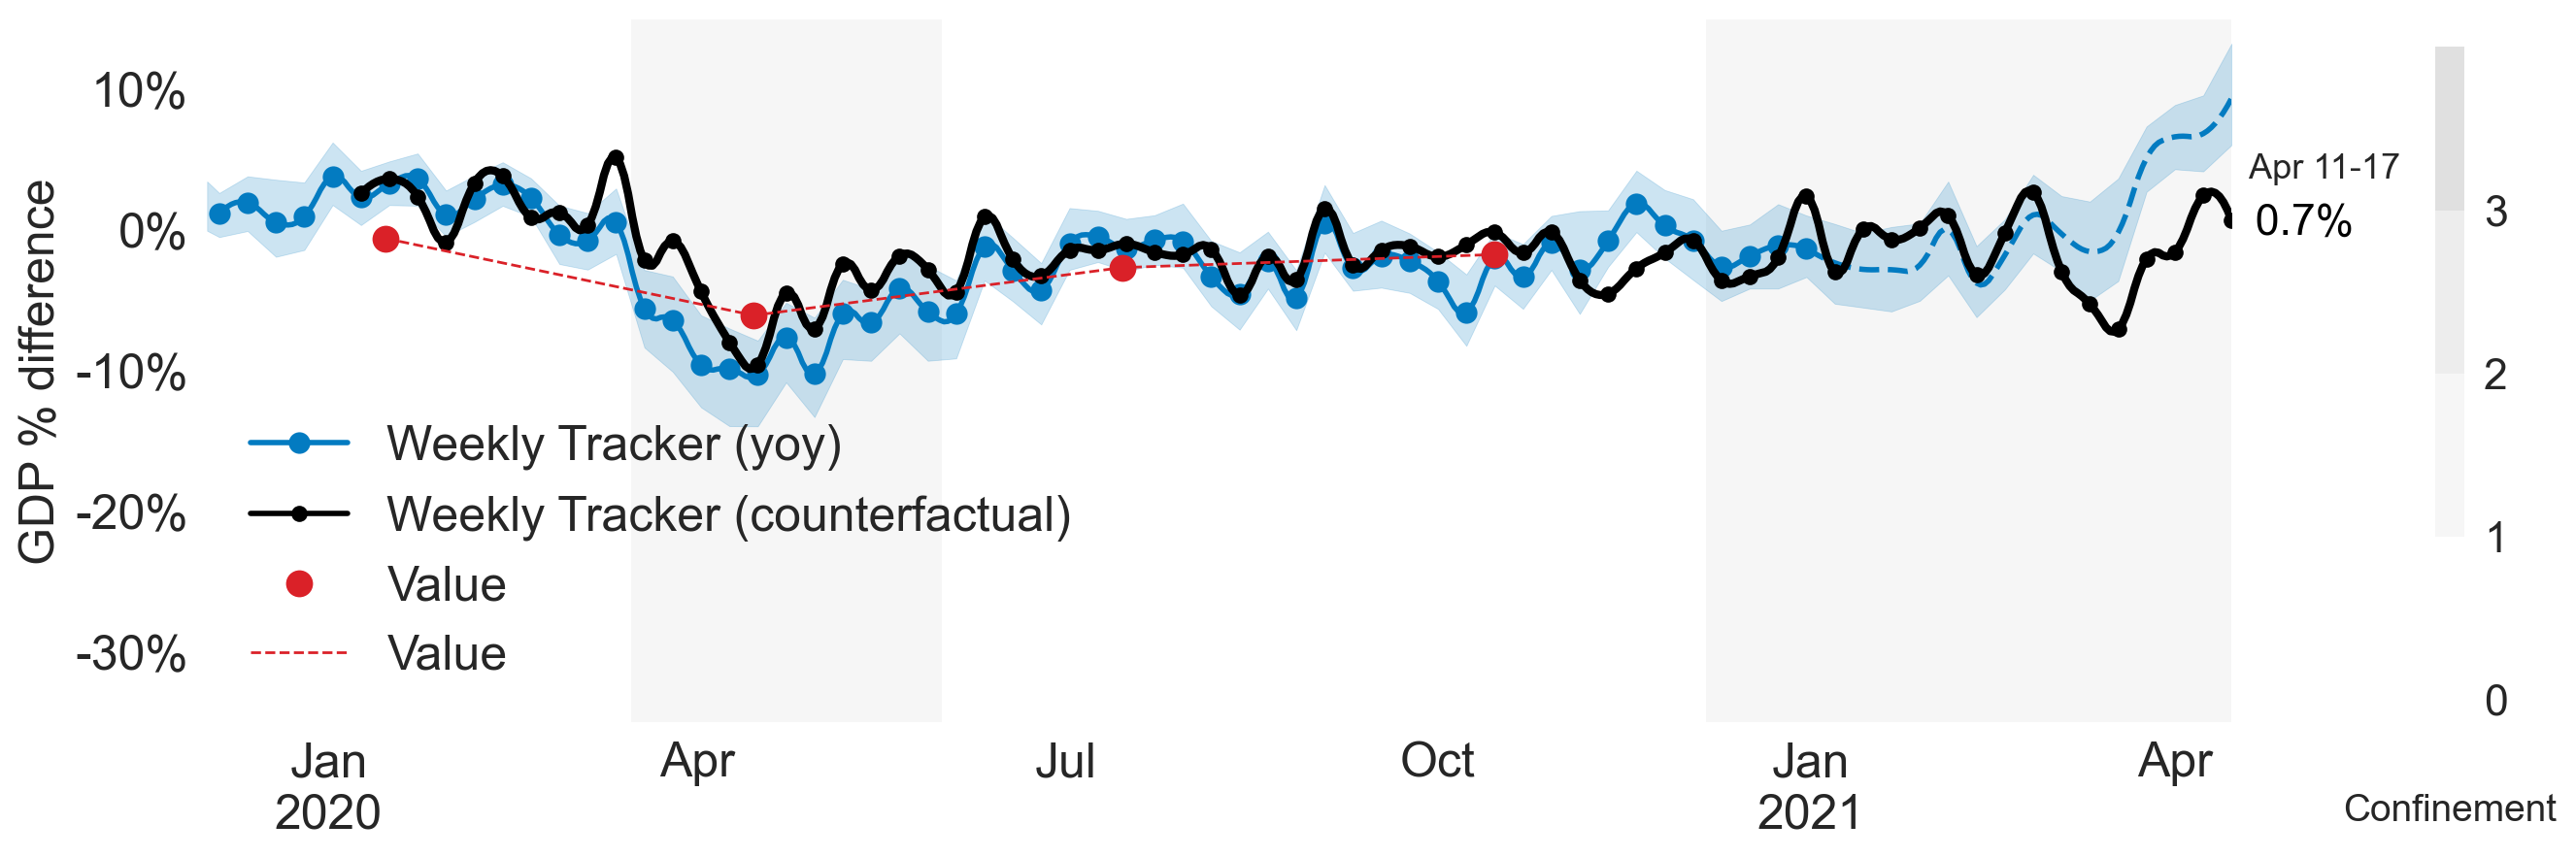 GDP % difference
10%
0%
-10%
-20%
-30%
Weekly Tracker (yoy)
Weekly Tracker (counterfactual)
Value
Value
Apr 11-17
0.7%
3
2
1
0
Jan
2020
Apr
Jul
Oct
Jan
2021
Apr
Confinement